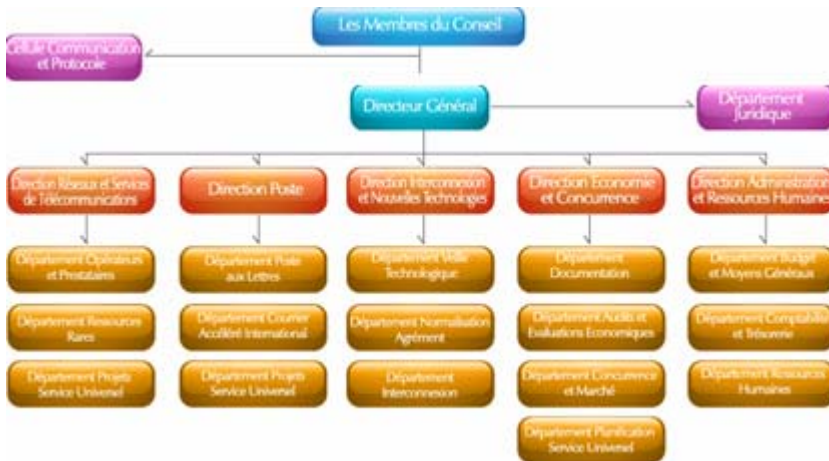 Les Membres du Conseil
Cellule Communication
et Protocole
Directeur Général
Département
Juridique
Direction Réseaux et Services
de Télécommunications
Direction Poste
Direction Interconnexion
et Nouvelles Technologies
Direction Economie
et Concurrence
Direction Administration
et Ressources Humaines
Département Opérateurs
et Prestataires
Département Ressources
Rares
Département Projets
Service Universel
Département Poste
aux Lettres
Département Courrier
Accéléré International
Département Projets
Service Universel
Département Veille
Technologique
Département Normalisation
Agrément
Département
Interconnexion
Département
Documentation
Département Audits et
Evaluations Economiques
Département Concurrence
et Marché
Département Planification
Service Universel
Département Budget
et Moyens Généraux
Département Comptabilité
et Trésorerie
Département Ressources
Humaines